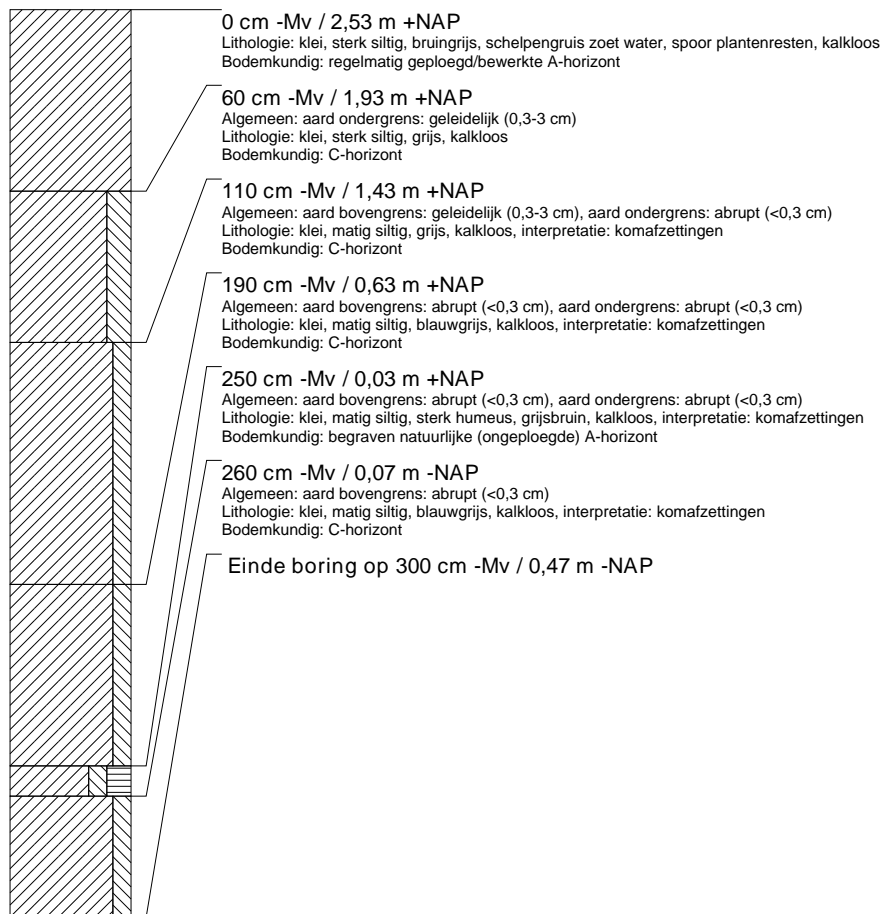 0 cm -Mv / 2,53 m +NAP
Lithologie: klei, sterk siltig, bruingrijs, schelpengruis zoet water, spoor plantenresten, kalkloos
Bodemkundig: regelmatig geploegd/bewerkte A-horizont
60 cm -Mv / 1,93 m +NAP
Algemeen: aard ondergrens: geleidelijk (0,3-3 cm)
Lithologie: klei, sterk siltig, grijs, kalkloos
Bodemkundig: C-horizont
110 cm -Mv / 1,43 m +NAP
Algemeen: aard bovengrens: geleidelijk (0,3-3 cm), aard ondergrens: abrupt (<0,3 cm)
Lithologie: klei, matig siltig, grijs, kalkloos, interpretatie: komafzettingen
Bodemkundig: C-horizont
190 cm -Mv / 0,63 m +NAP
Algemeen: aard bovengrens: abrupt (<0,3 cm), aard ondergrens: abrupt (<0,3 cm)
Lithologie: klei, matig siltig, blauwgrijs, kalkloos, interpretatie: komafzettingen
Bodemkundig: C-horizont
250 cm -Mv / 0,03 m +NAP
Algemeen: aard bovengrens: abrupt (<0,3 cm), aard ondergrens: abrupt (<0,3 cm)
Lithologie: klei, matig siltig, sterk humeus, grijsbruin, kalkloos, interpretatie: komafzettingen
Bodemkundig: begraven natuurlijke (ongeploegde) A-horizont
260 cm -Mv / 0,07 m -NAP
Algemeen: aard bovengrens: abrupt (<0,3 cm)
Lithologie: klei, matig siltig, blauwgrijs, kalkloos, interpretatie: komafzettingen
Bodemkundig: C-horizont
Einde boring op 300 cm -Mv / 0,47 m -NAP